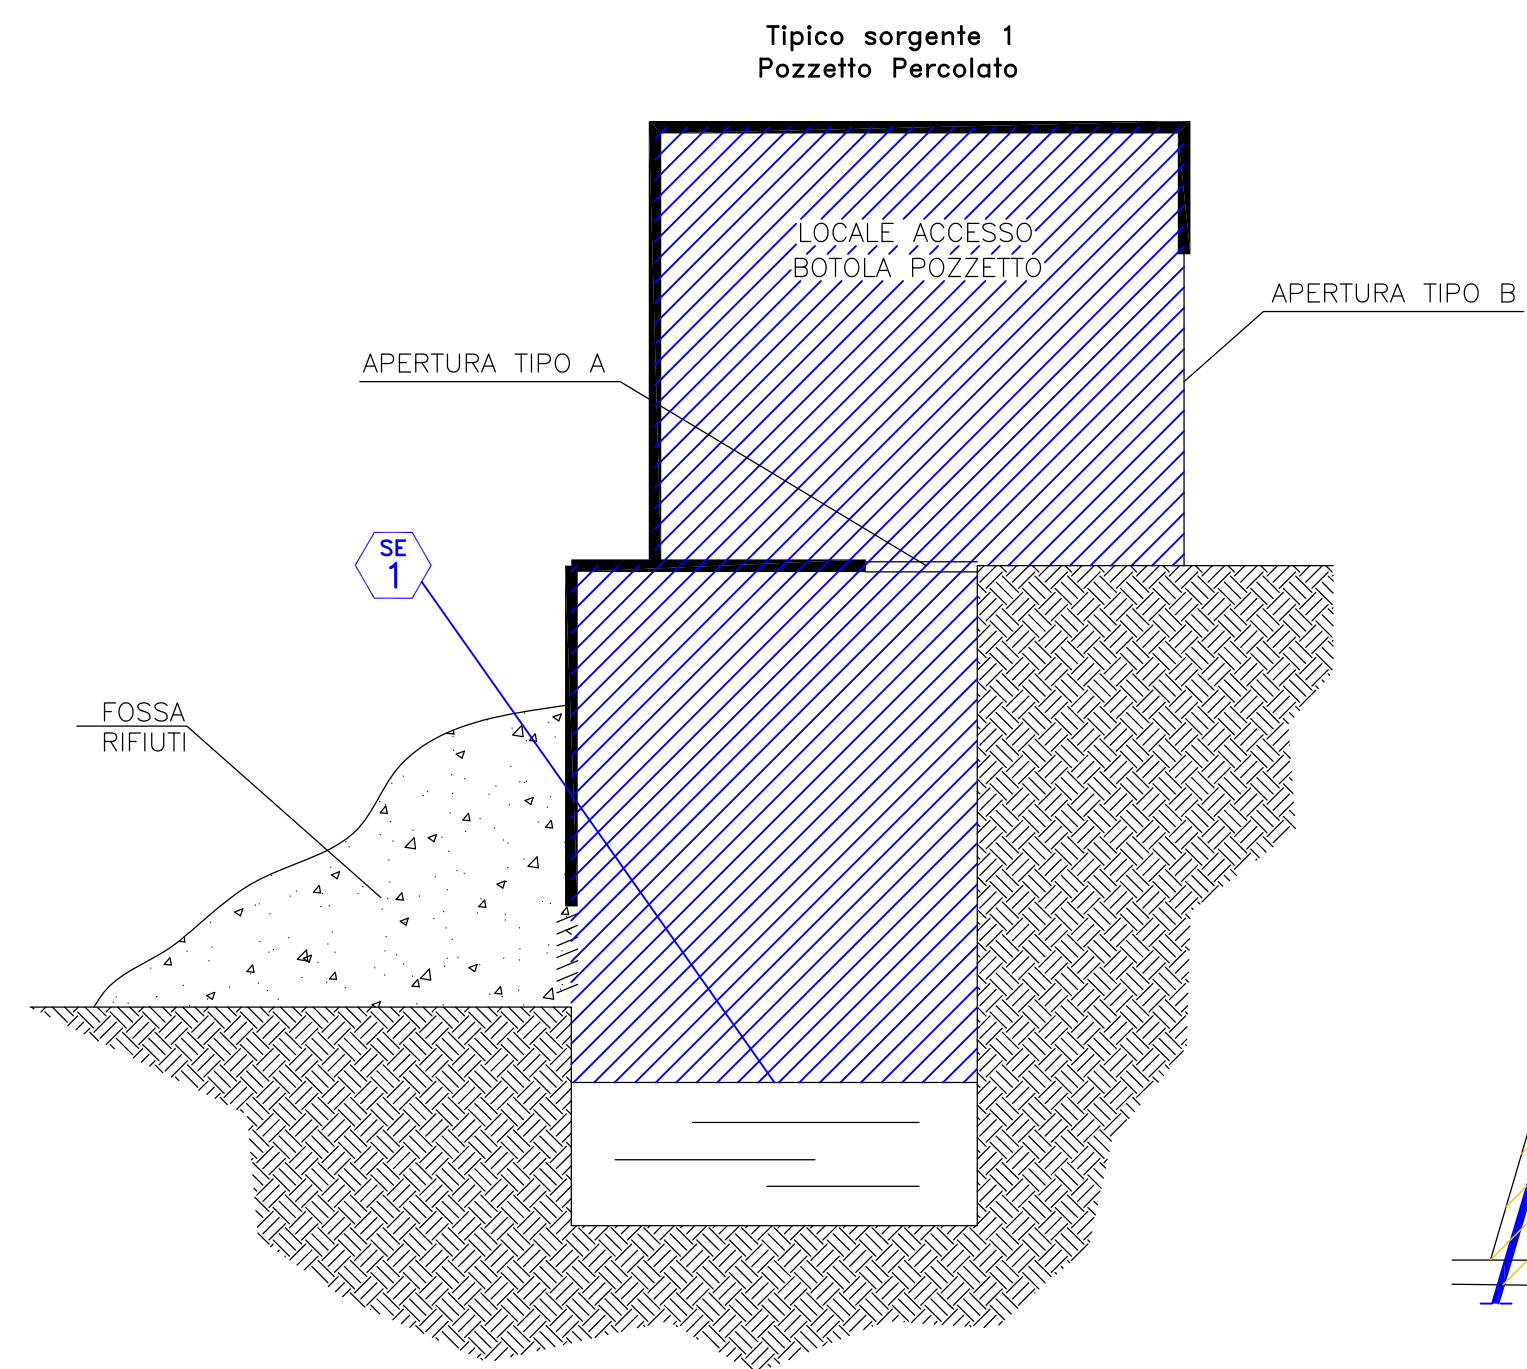 Tipico sorgente 1
Pozzetto Percolato
LOCALE ACCESSO
BOTOLA POZZETTO
APERTURA TIPO B
APERTURA TIPO A
SE
1
FOSSA
RIFIUTI